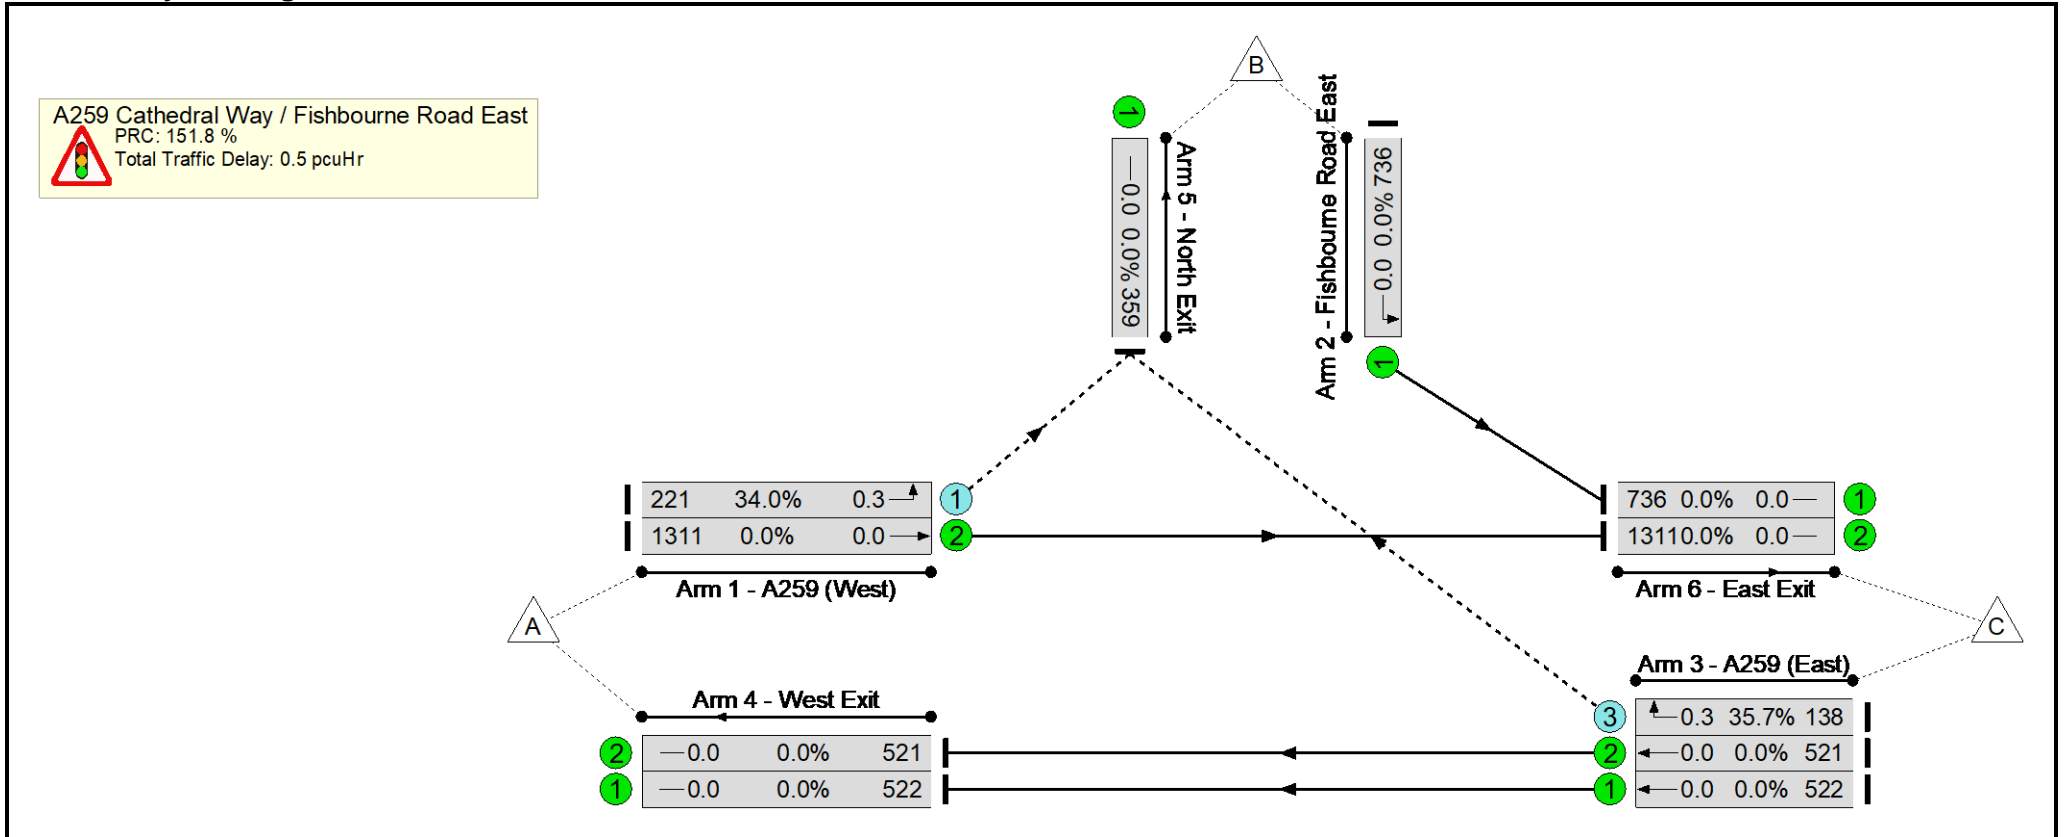 A259 Cathedral Way / Fishbourne Road East
PRC: 151.8 %
Total Traffic Delay: 0.5 pcuHr
B
1
0.0 0.0% 359
Arm 5 - North Exit
Arm 2 - Fishbourne Road East
0.0 0.0% 736
1
221 34.0% 0.3 1
1311 0.0% 0.0 2
Arm 1 - A259 (West)
736 0.0% 0.0 1
1311 0.0% 0.0 2
Arm 6 - East Exit
A
C
Arm 4 - West Exit
2 0.0 0.0% 521
1 0.0 0.0% 522
Arm 3 - A259 (East)
3 0.3 35.7% 138
2 0.0 0.0% 521
1 0.0 0.0% 522